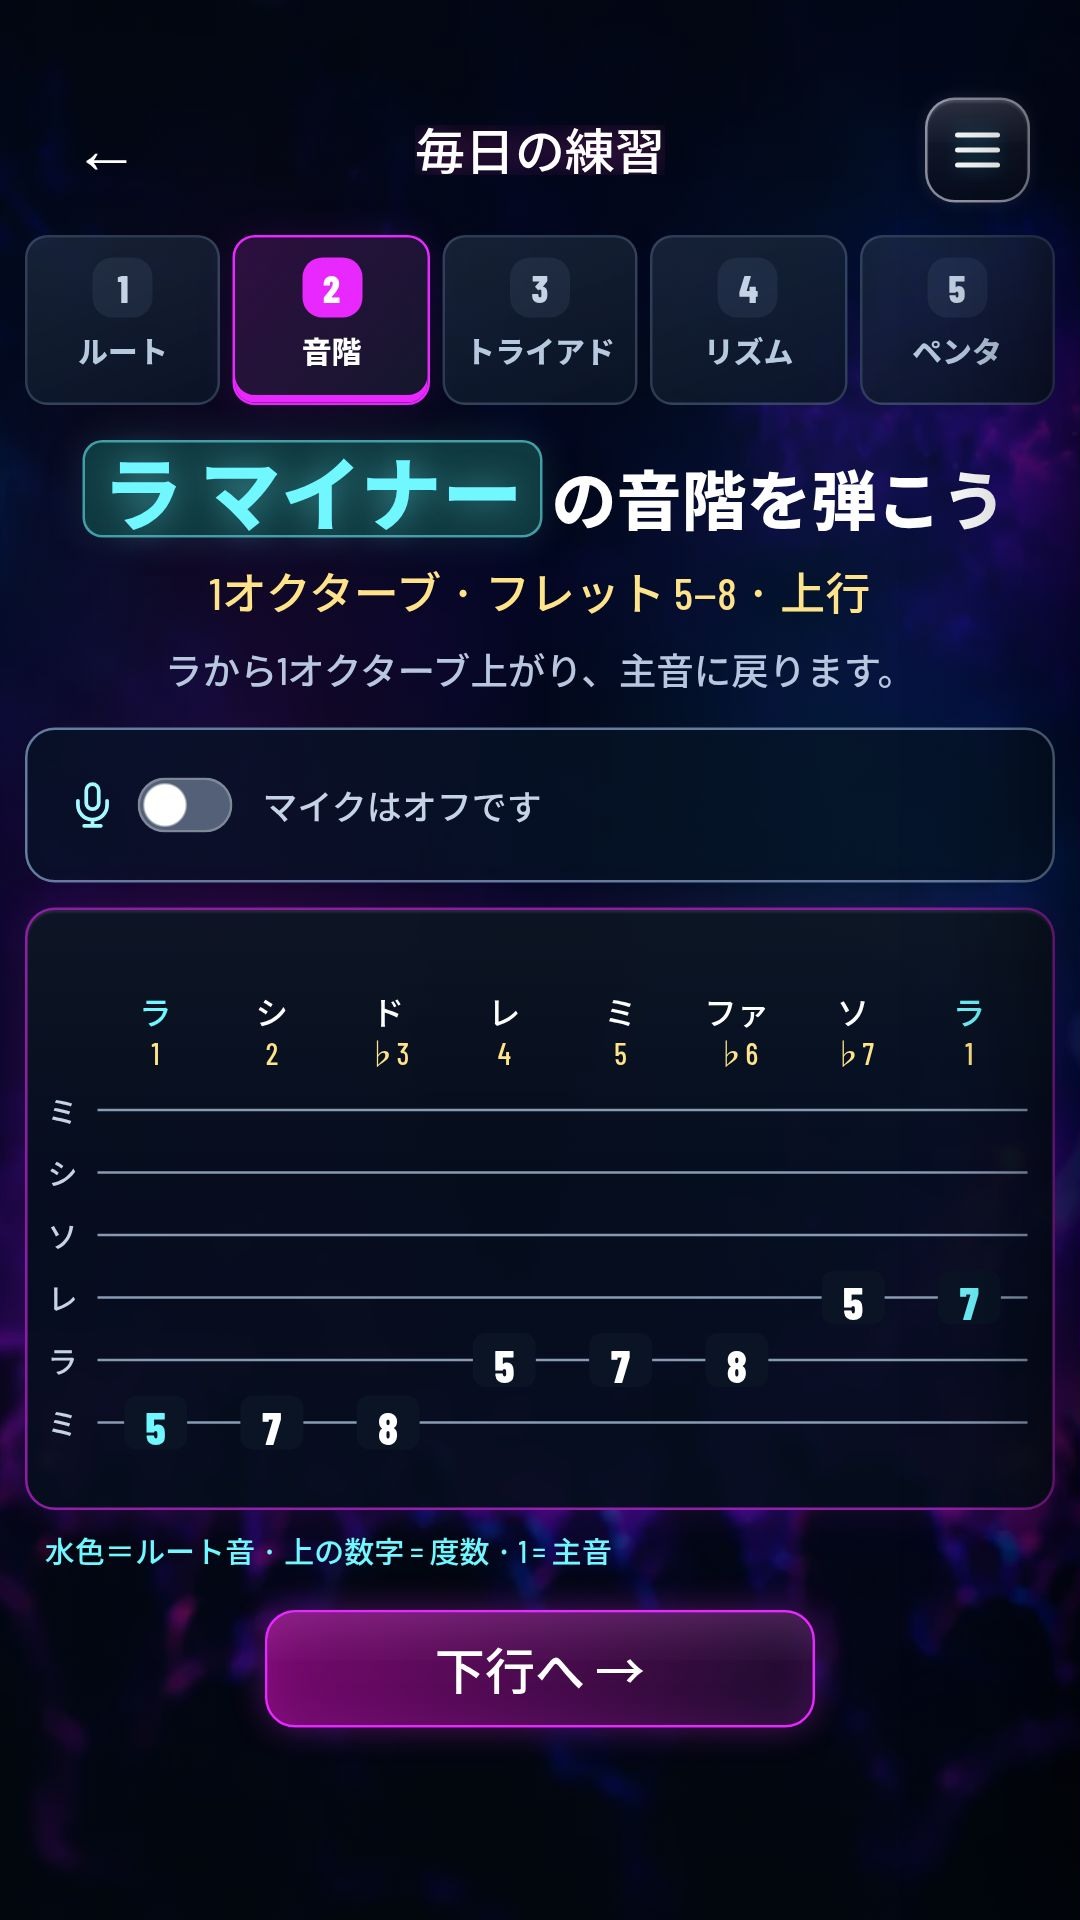 ← 毎日の練習
1 2 3 4 5
ルート 音階 トライアド リズム ペンタ
ラ マイナー の音階を弾こう
1オクターブ · フレット 5–8 · 上行
ラから1オクターブ上がり、主音に戻ります。
マイクはオフです
ラ シ ド レ ミ ファ ソ ラ
1 2 ♭3 4 5 ♭6 ♭7 1
ミ
シ
ソ
レ 5 7
ラ 5 7 8
ミ 5 7 8
水色＝ルート音 · 上の数字 = 度数 · 1 = 主音
下行へ →